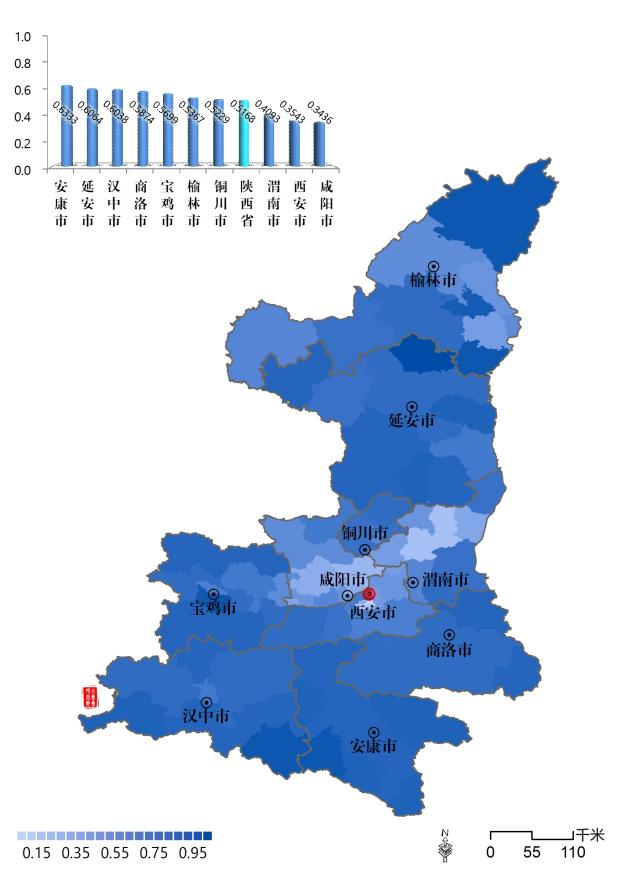 1.0
0.8
0.6
0.4
0.2
0.0
0.6333
0.6064
0.6038
0.5874
0.5699
0.5367
0.5229
0.5168
0.4093
0.3543
0.3436
安康市
延安市
汉中市
商洛市
宝鸡市
榆林市
铜川市
陕西省
渭南市
西安市
咸阳市
榆林市
延安市
铜川市
咸阳市
渭南市
西安市
宝鸡市
商洛市
汉中市
安康市
0.15 0.35 0.55 0.75 0.95
N
千米
0 55 110